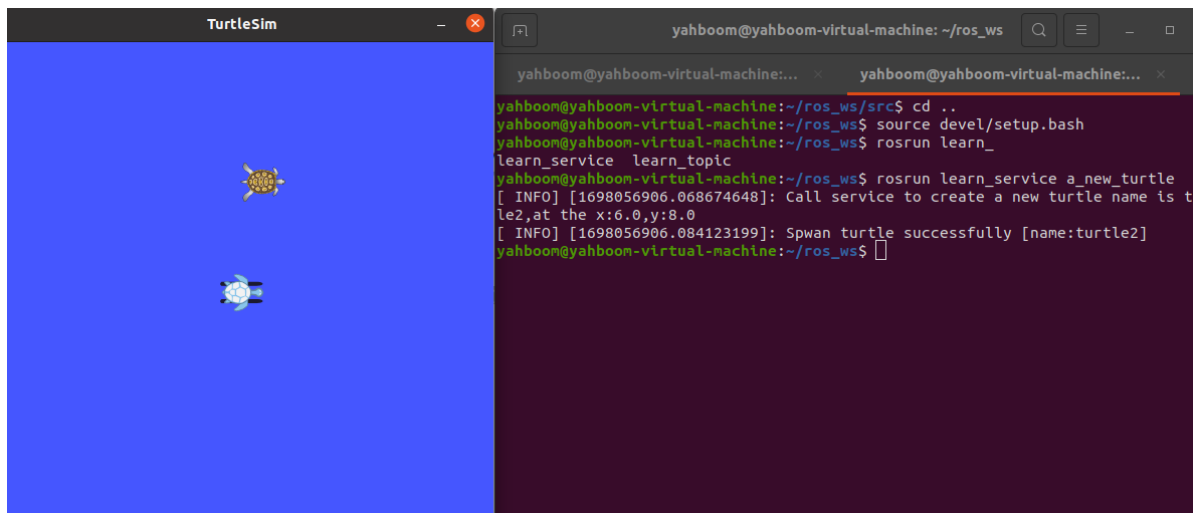 TurtleSim
yahboom@yahboom-virtual-machine: ~/ros_ws
yahboom@yahboom-virtual-machine:...
yahboom@yahboom-virtual-machine:...
yahboom@yahboom-virtual-machine:~/ros_ws/src$ cd ..
yahboom@yahboom-virtual-machine:~/ros_ws$ source devel/setup.bash
yahboom@yahboom-virtual-machine:~/ros_ws$ rosrun learn_
learn_service  learn_topic
yahboom@yahboom-virtual-machine:~/ros_ws$ rosrun learn_service a_new_turtle
[ INFO] [1698056906.068674648]: Call service to create a new turtle name is t
le2,at the x:6.0,y:8.0
[ INFO] [1698056906.084123199]: Spwan turtle successfully [name:turtle2]
yahboom@yahboom-virtual-machine:~/ros_ws$